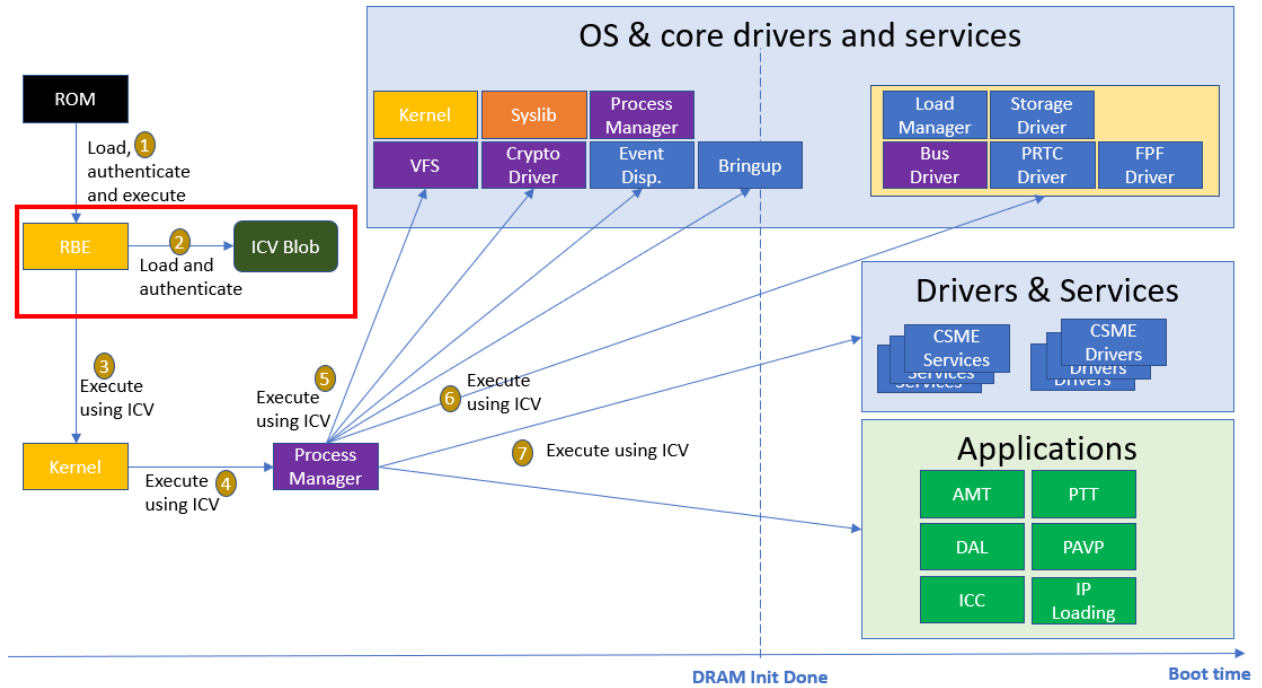 OS & core drivers and services
ROM
Load,
1
authenticate
and execute
Kernel
Syslib
Process
Manager
VFS
Crypto
Driver
Event
Disp.
Bringup
Load
Manager
Storage
Driver
Bus
Driver
PRTC
Driver
FPF
Driver
RBE
2
Load and
authenticate
ICV Blob
Drivers & Services
CSME
Services
Services
Services
CSME
Drivers
Drivers
Drivers
3
Execute
using ICV
5
Execute
using ICV
6
Execute
using ICV
7
Execute using ICV
Kernel
Execute
using ICV
4
Process
Manager
Applications
AMT
PTT
DAL
PAVP
ICC
IP
Loading
DRAM Init Done
Boot time